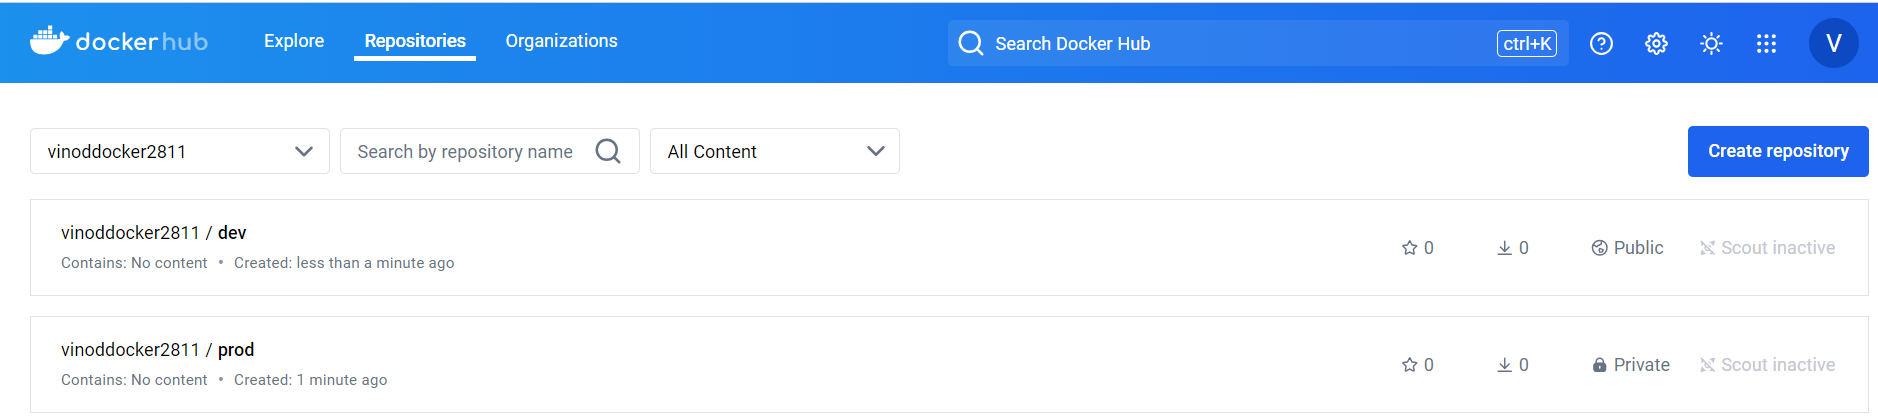 dockerhub Explore Repositories Organizations Search Docker Hub ctrl+K V
vinoddocker2811 Search by repository name All Content Create repository
vinoddocker2811 / dev
Contains: No content • Created: less than a minute ago
0 0 Public Scout inactive
vinoddocker2811 / prod
Contains: No content • Created: 1 minute ago
0 0 Private Scout inactive